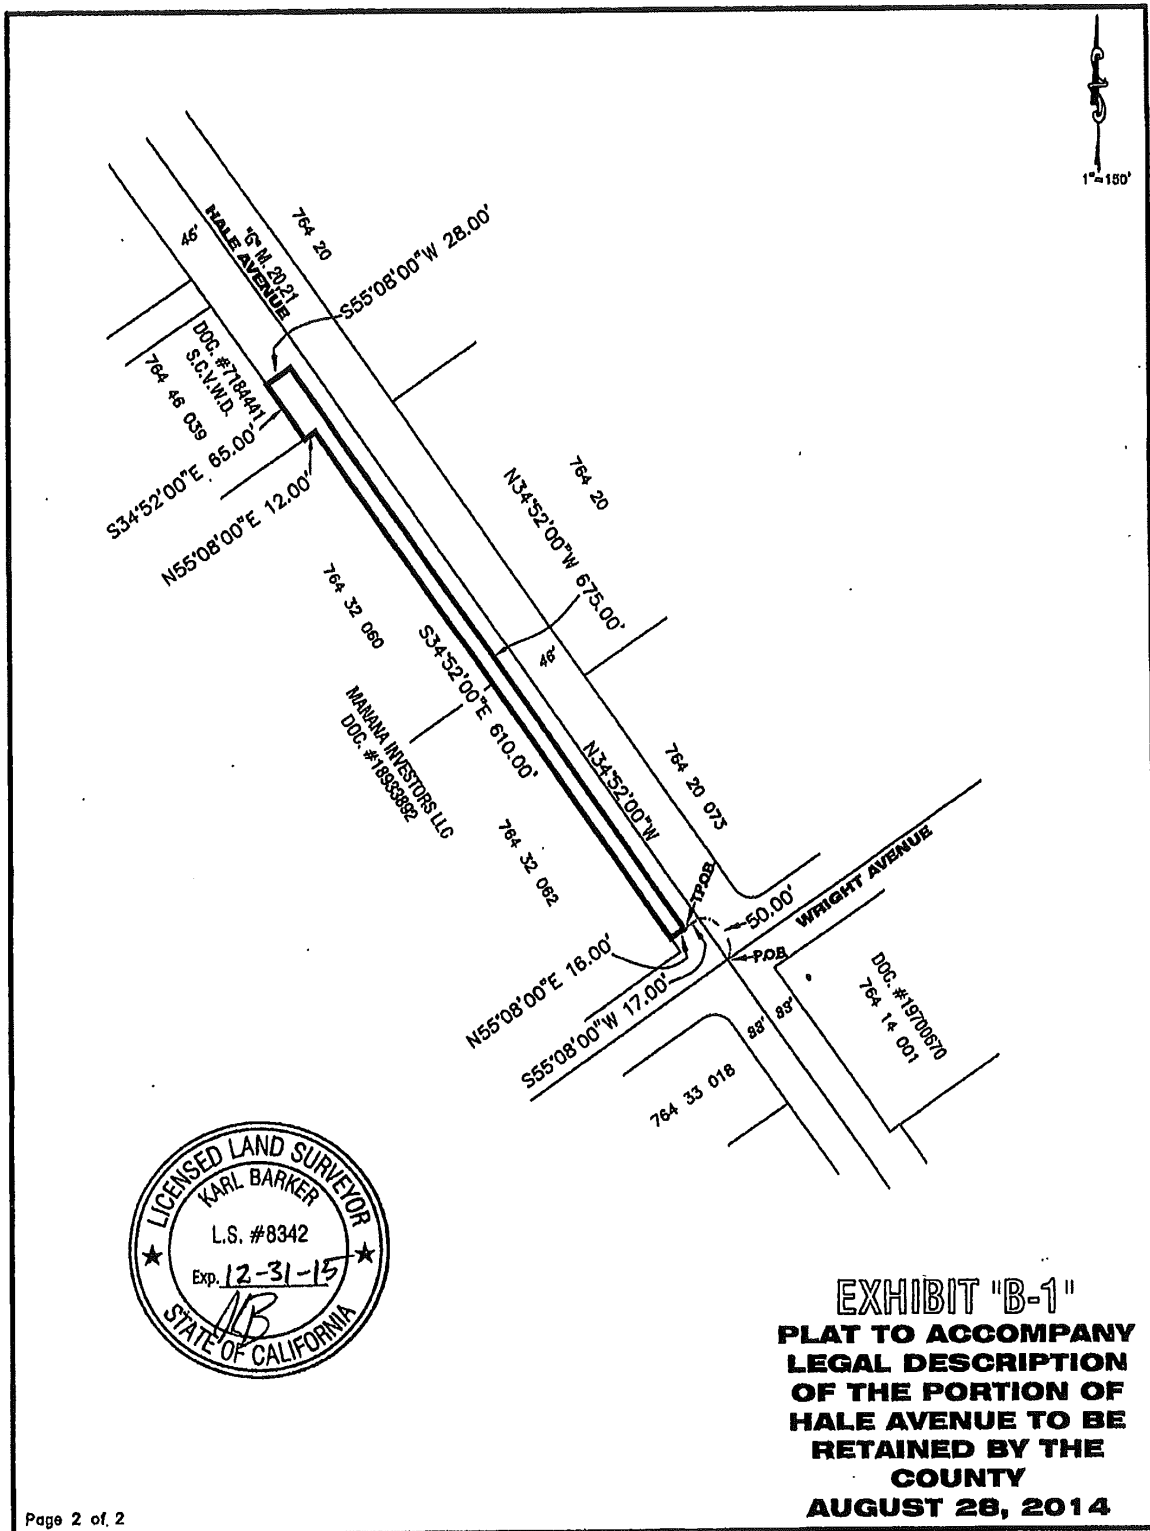 1"=150'
46'
HALE AVENUE
"G" M. 20,21
764 20
S55°08'00"W 28.00'
DOC. #7184441
S.C.V.W.D.
764 46 039
S34°52'00"E 65.00'
N55°08'00"E 12.00'
764 20
N34°52'00"W 675.00'
764 32 060
S34°52'00"E 610.00'
46'
MANANA INVESTORS LLC
DOC. #18933892
N34°52'00"W
764 20 073
764 32 062
T.P.O.B.
50.00'
WRIGHT AVENUE
P.O.B.
N55°08'00"E 16.00'
S55°08'00"W 17.00'
DOC. #19700670
764 14 001
764 33 018
LICENSED LAND SURVEYOR
KARL BARKER
L.S. #8342
Exp. 12-31-15
KB
STATE OF CALIFORNIA
EXHIBIT "B-1"
PLAT TO ACCOMPANY
LEGAL DESCRIPTION
OF THE PORTION OF
HALE AVENUE TO BE
RETAINED BY THE
COUNTY
AUGUST 28, 2014
Page 2 of 2